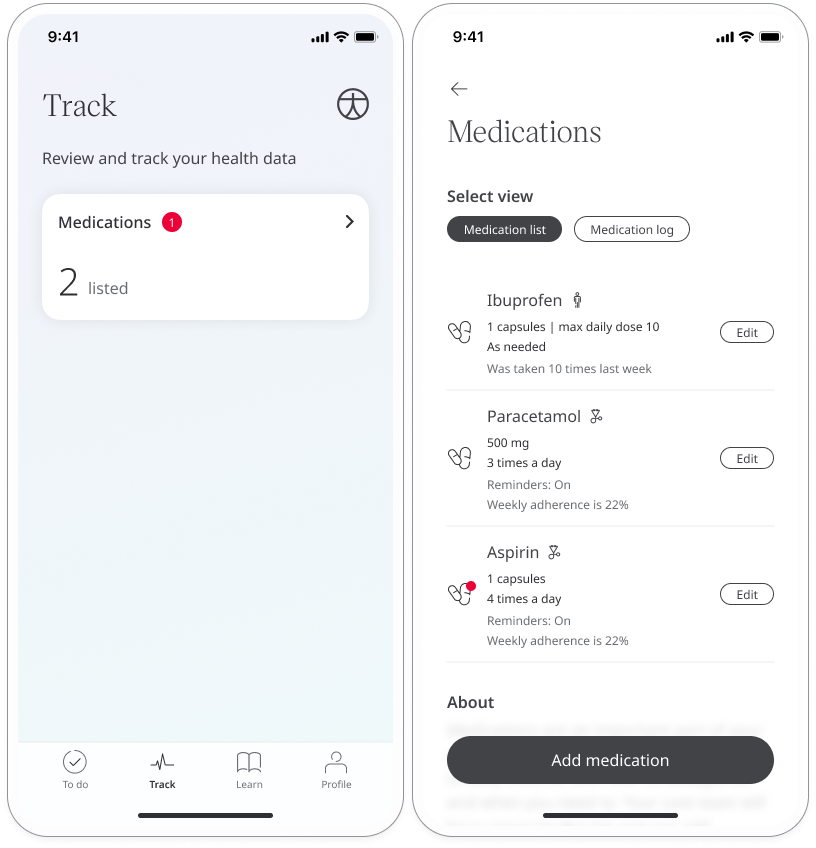 9:41
Track
Review and track your health data
Medications 1
2 listed
To do
Track
Learn
Profile
9:41
Medications
Select view
Medication list
Medication log
Ibuprofen
1 capsules | max daily dose 10
As needed
Was taken 10 times last week
Edit
Paracetamol
500 mg
3 times a day
Reminders: On
Weekly adherence is 22%
Edit
Aspirin
1 capsules
4 times a day
Reminders: On
Weekly adherence is 22%
Edit
About
Add medication